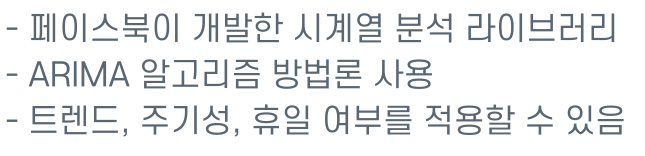 - 페이스북이 개발한 시계열 분석 라이브러리
- ARIMA 알고리즘 방법론 사용
- 트렌드, 주기성, 휴일 여부를 적용할 수 있음